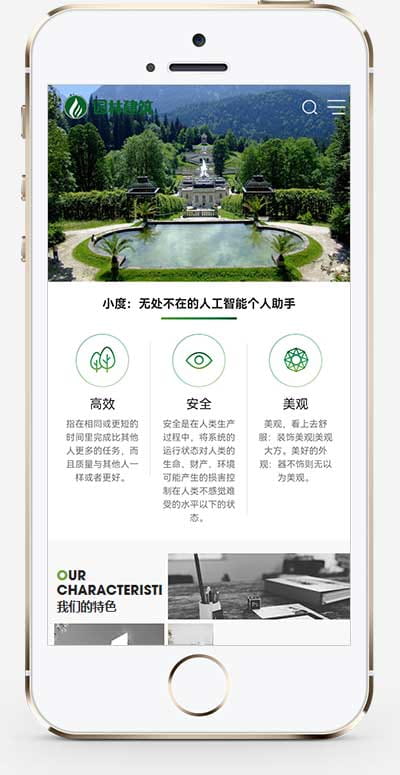 园林建筑
小度：无处不在的人工智能个人助手
高效
指在相同或更短的
时间里完成比其他
人更多的任务，而
且质量与其他人一
样或者更好。
安全
安全是在人类生产
过程中，将系统的
运行状态对人类的
生命、财产、环境
可能产生的损害控
制在人类不感觉难
受的水平以下的状
态。
美观
美观，看上去舒
服：装饰美观|美观
大方。美好的外
观：器不饰则无以
为美观。
OUR
CHARACTERISTI
我们的特色